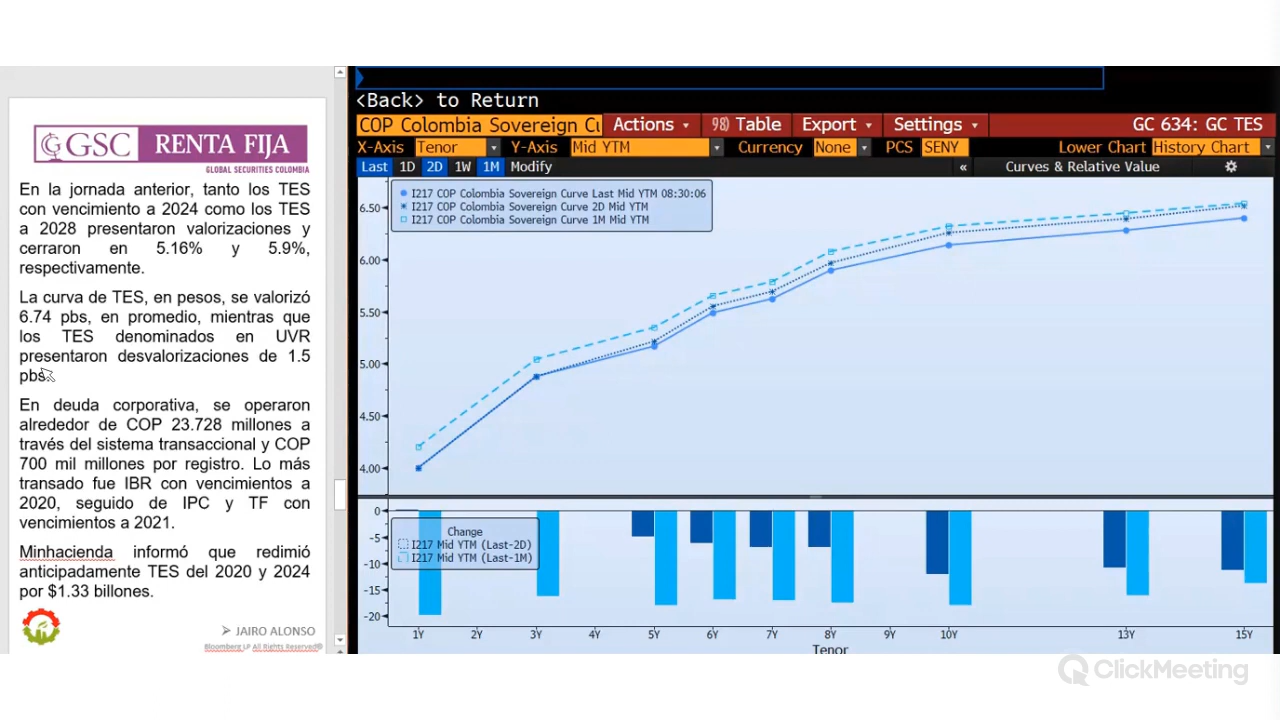 GSC RENTA FIJA
GLOBAL SECURITIES COLOMBIA
En la jornada anterior, tanto los TES
con vencimiento a 2024 como los TES
a 2028 presentaron valorizaciones y
cerraron en 5.16% y 5.9%,
respectivamente.
La curva de TES, en pesos, se valorizó
6.74 pbs, en promedio, mientras que
los TES denominados en UVR
presentaron desvalorizaciones de 1.5
pbs.
En deuda corporativa, se operaron
alrededor de COP 23.728 millones a
través del sistema transaccional y COP
700 mil millones por registro. Lo más
transado fue IBR con vencimientos a
2020, seguido de IPC y TF con
vencimientos a 2021.
Minhacienda informó que redimió
anticipadamente TES del 2020 y 2024
por $1.33 billones.
JAIRO ALONSO
Bloomberg LP All Rights Reserved®
<Back> to Return
COP Colombia Sovereign Cu Actions 98) Table Export Settings GC 634: GC TES
X-Axis Tenor Y-Axis Mid YTM Currency None PCS SENY Lower Chart History Chart
Last 1D 2D 1W 1M Modify « Curves & Relative Value
I217 COP Colombia Sovereign Curve Last Mid YTM 08:30:06
I217 COP Colombia Sovereign Curve 2D Mid YTM
I217 COP Colombia Sovereign Curve 1M Mid YTM
6.50
6.00
5.50
5.00
4.50
4.00
Change
I217 Mid YTM (Last-2D)
I217 Mid YTM (Last-1M)
0
-5
-10
-15
-20
1Y 2Y 3Y 4Y 5Y 6Y 7Y 8Y 9Y 10Y 13Y 15Y
Tenor
ClickMeeting